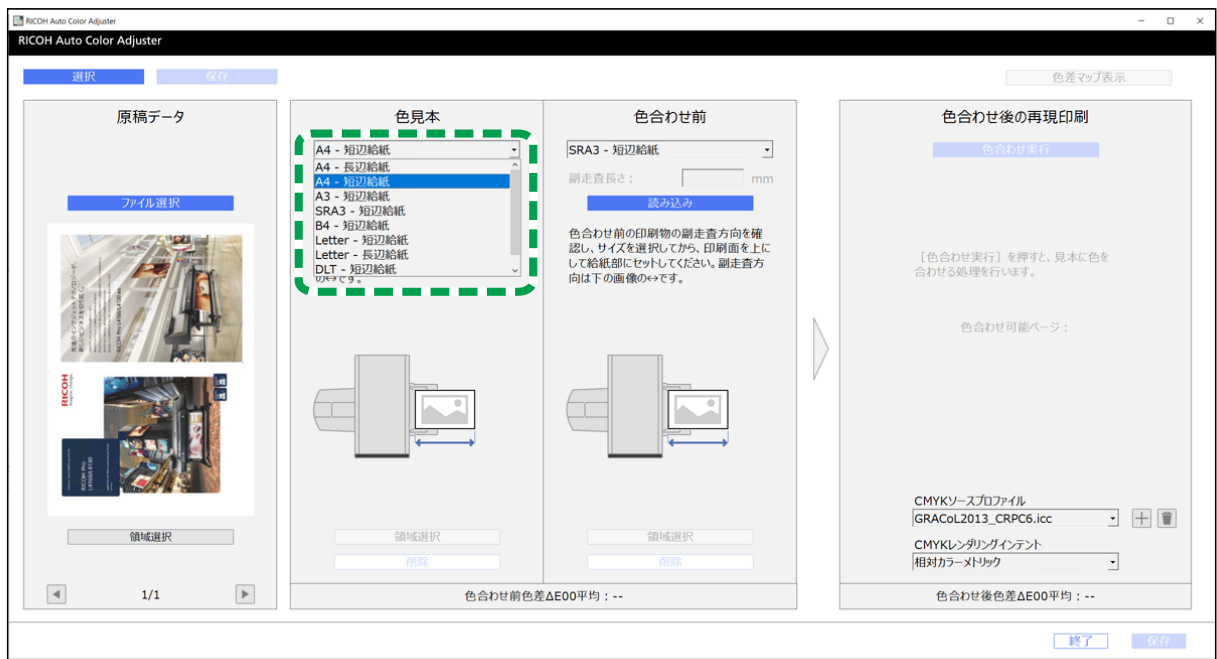 RICOH Auto Color Adjuster
RICOH Auto Color Adjuster
選択
保存
色差マップ表示
原稿データ
ファイル選択
RICOH
imagine. change.
RICOH Pro
L4160/L4130
領域選択
1/1
色見本
A4 - 短辺給紙
A4 - 長辺給紙
A4 - 短辺給紙
A3 - 短辺給紙
SRA3 - 短辺給紙
B4 - 短辺給紙
Letter - 短辺給紙
Letter - 長辺給紙
DLT - 短辺給紙
の⇔です。
領域選択
削除
色合わせ前
SRA3 - 短辺給紙
副走査長さ：
mm
読み込み
色合わせ前の印刷物の副走査方向を確
認し、サイズを選択してから、印刷面を上に
して給紙部にセットしてください。副走査方
向は下の画像の⇔です。
領域選択
削除
色合わせ前色差ΔE00平均：--
色合わせ後の再現印刷
色合わせ実行
［色合わせ実行］を押すと、見本に色を
合わせる処理を行います。
色合わせ可能ページ：
CMYKソースプロファイル
GRACoL2013_CRPC6.icc
CMYKレンダリングインテント
相対カラーメトリック
色合わせ後色差ΔE00平均：--
終了
保存